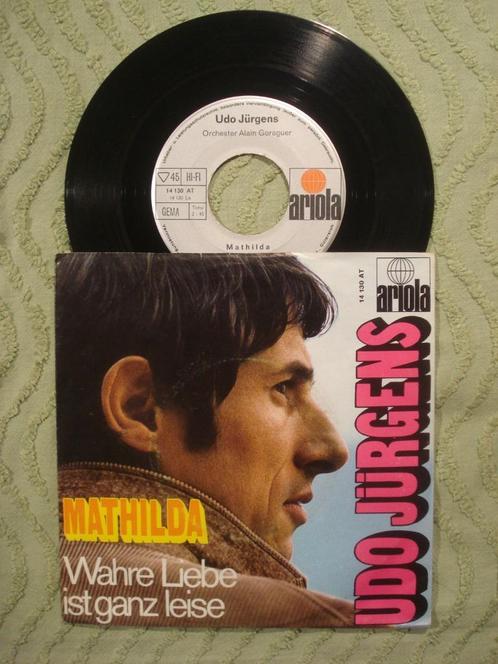 Udo Jürgens
Orchester Alain Goraguer
45 HI-FI
14 130 AT
GEMA
ariola
Mathilda
14 130 AT
ariola
UDO JÜRGENS
MATHILDA
Wahre Liebe
ist ganz leise